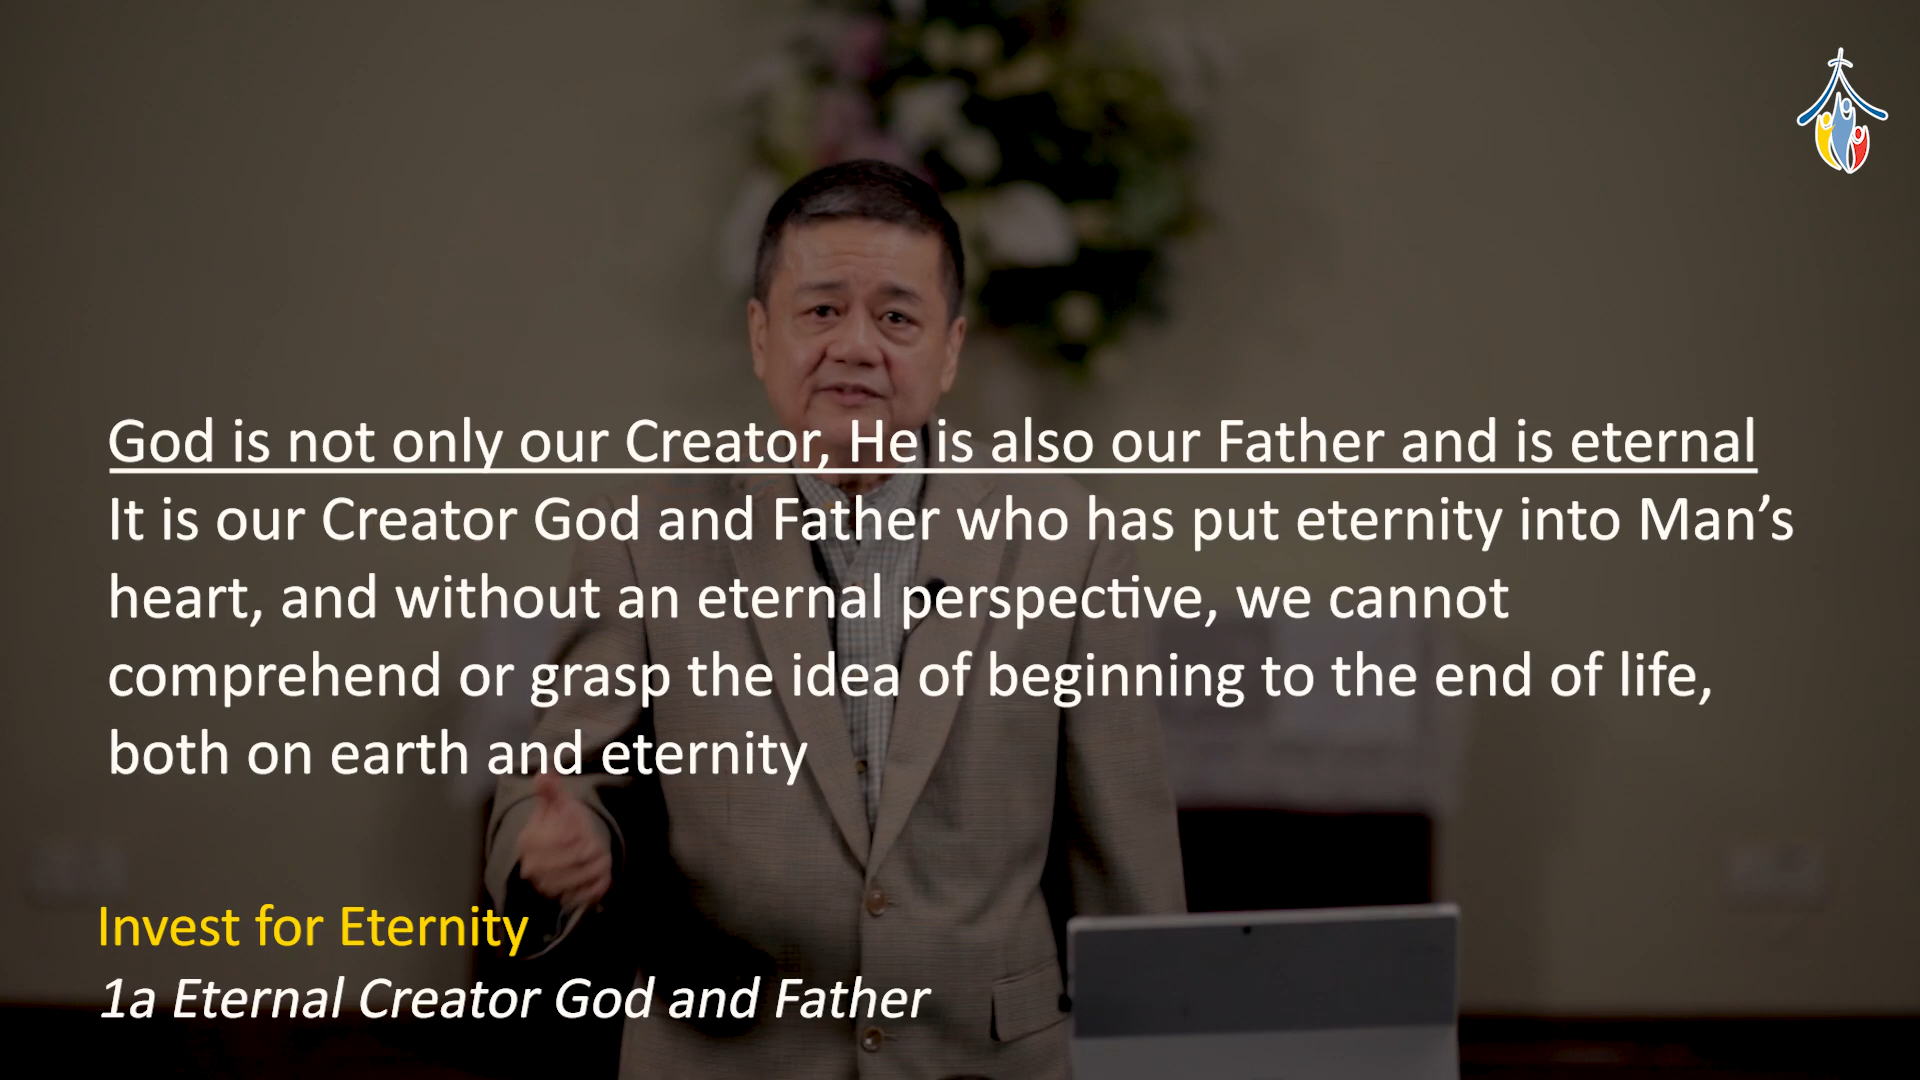 God is not only our Creator, He is also our Father and is eternal
It is our Creator God and Father who has put eternity into Man’s
heart, and without an eternal perspective, we cannot
comprehend or grasp the idea of beginning to the end of life,
both on earth and eternity
Invest for Eternity
1a Eternal Creator God and Father